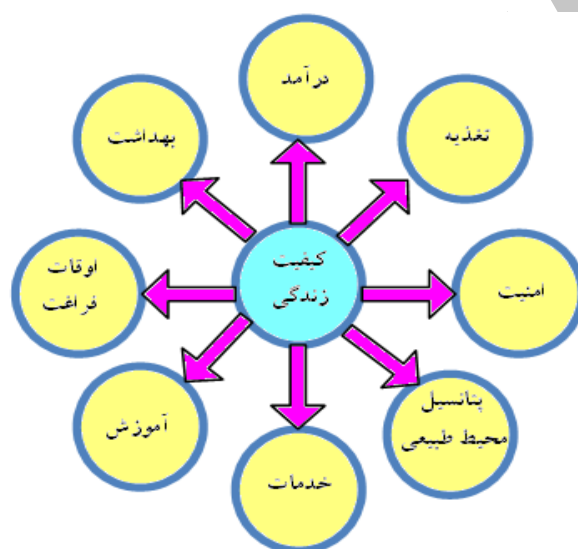 درآمد
تغذیه
امنیت
پتانسیل
محیط طبیعی
خدمات
آموزش
اوقات
فراغت
بهداشت
کیفیت
زندگی